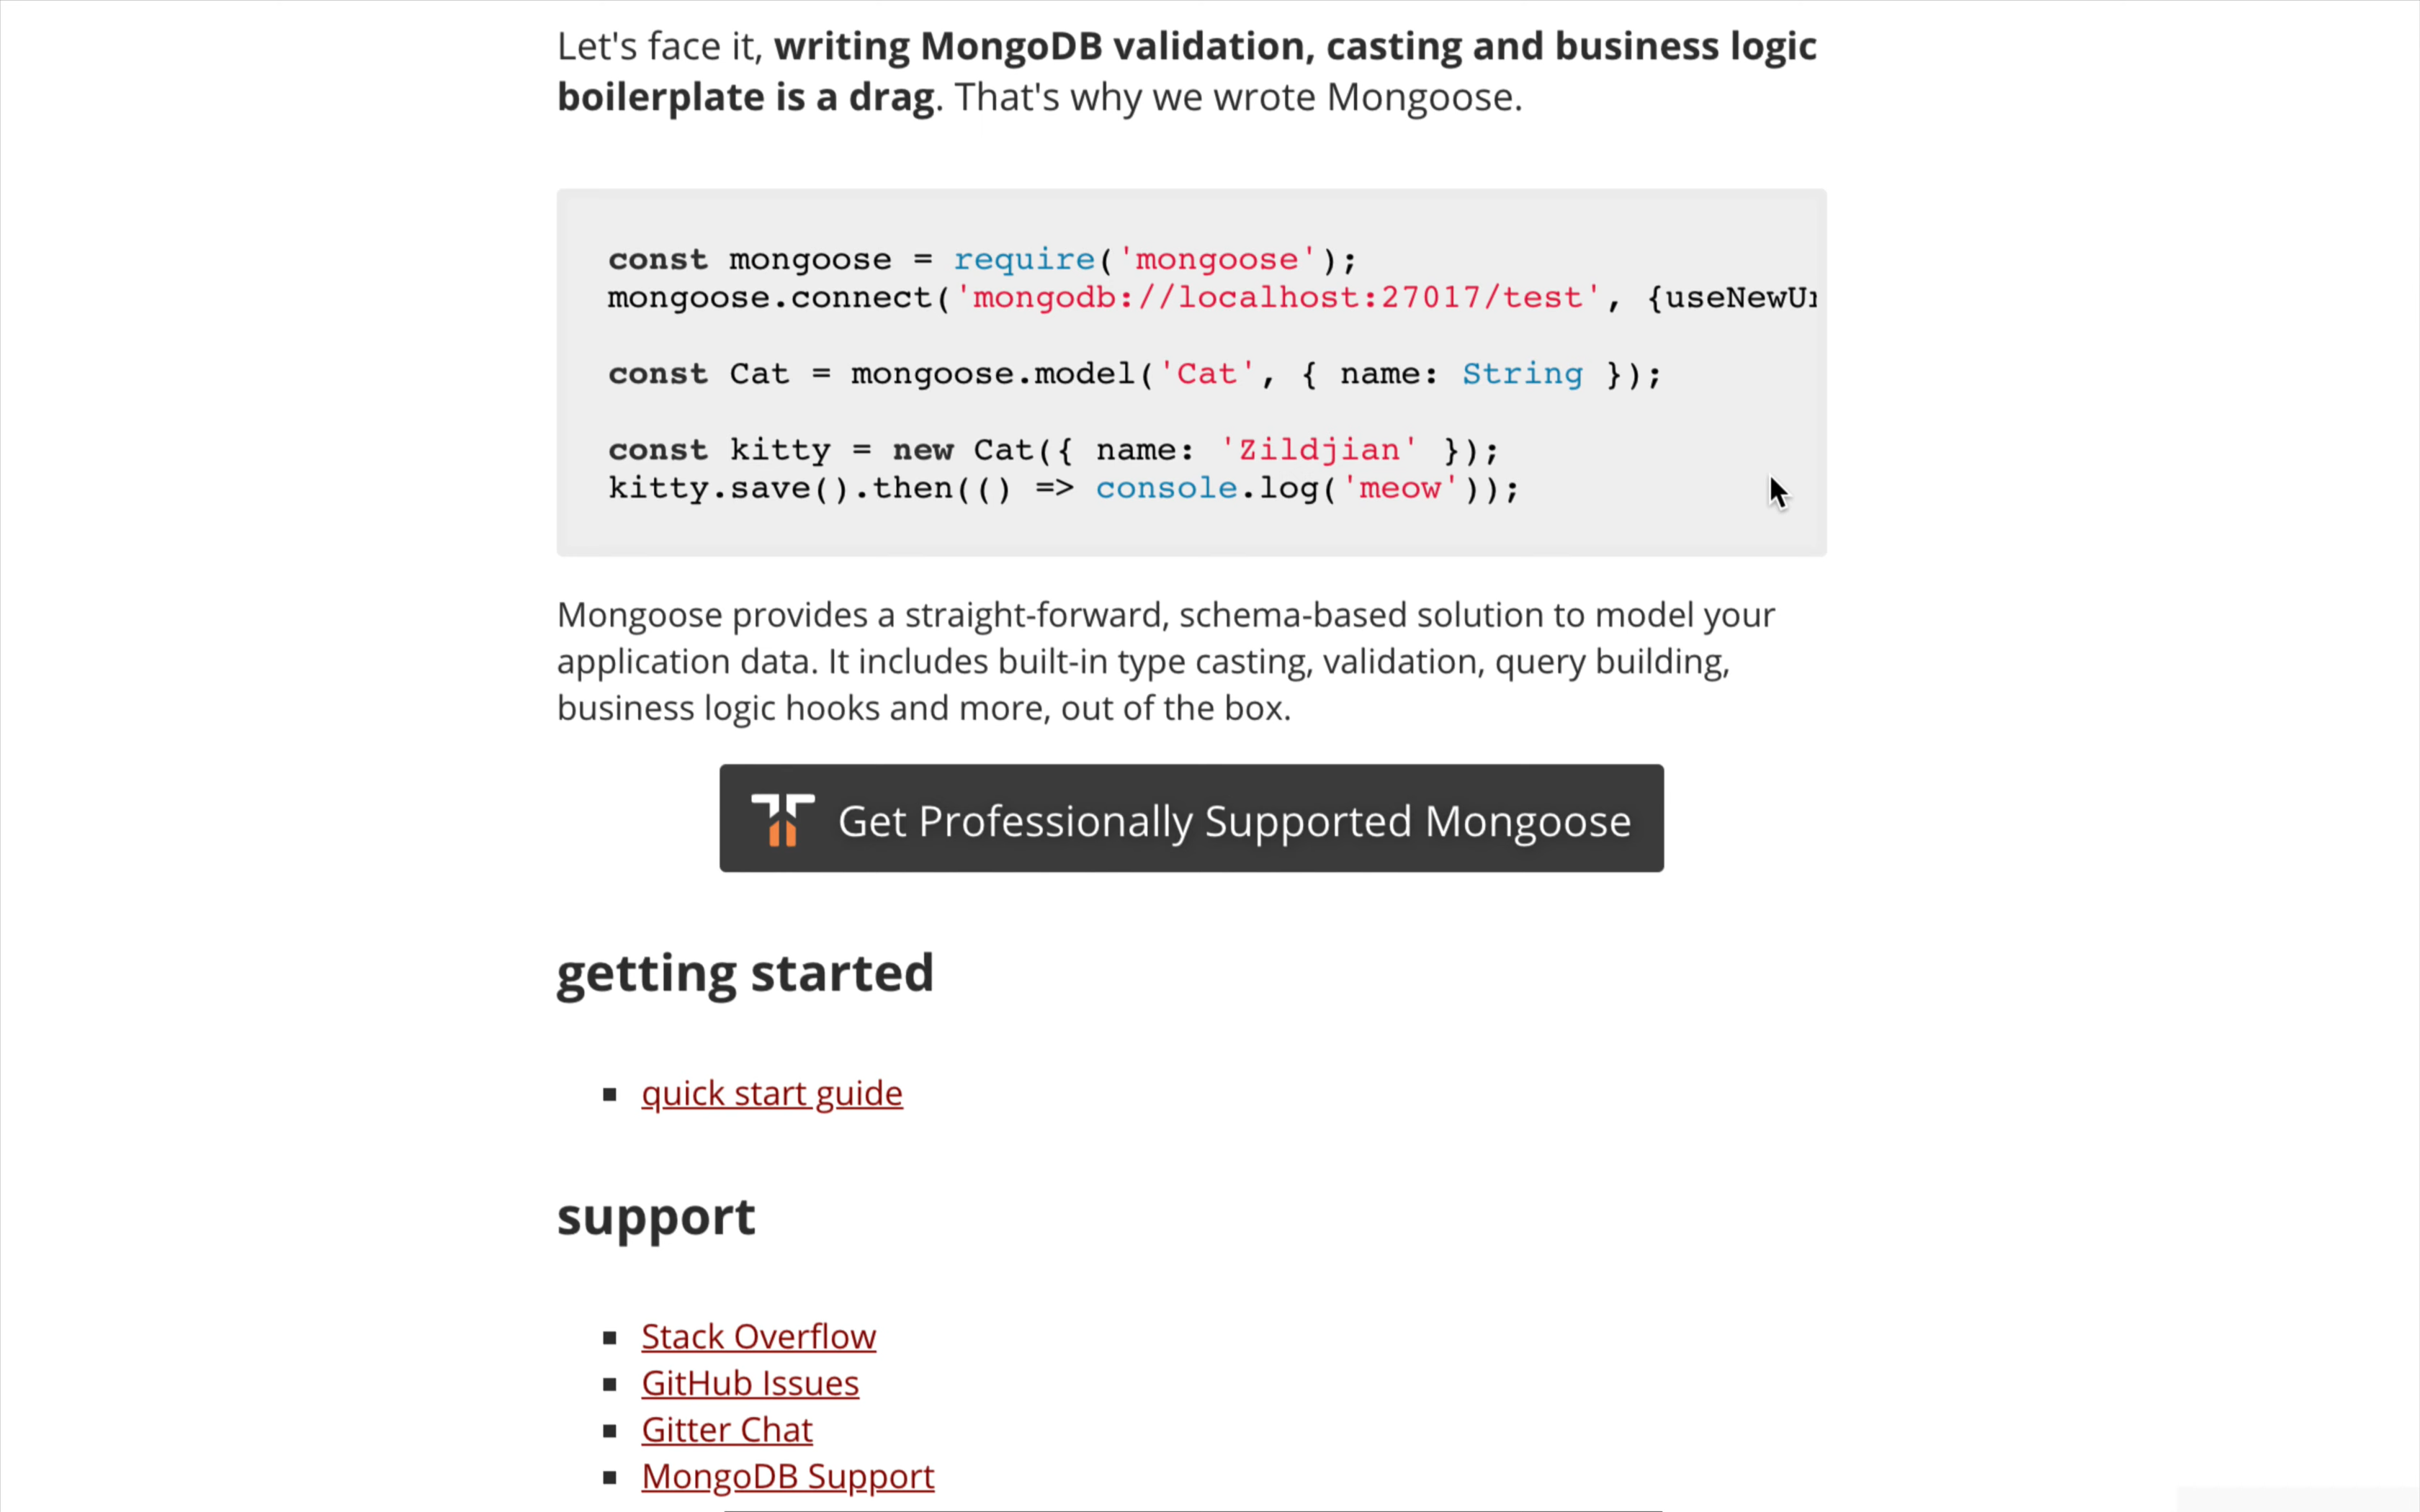 Let's face it, writing MongoDB validation, casting and business logic
boilerplate is a drag. That's why we wrote Mongoose.
const mongoose = require('mongoose');
mongoose.connect('mongodb://localhost:27017/test', {useNewUr
const Cat = mongoose.model('Cat', { name: String });
const kitty = new Cat({ name: 'Zildjian' });
kitty.save().then(() => console.log('meow'));
Mongoose provides a straight-forward, schema-based solution to model your
application data. It includes built-in type casting, validation, query building,
business logic hooks and more, out of the box.
Get Professionally Supported Mongoose
getting started
quick start guide
support
Stack Overflow
GitHub Issues
Gitter Chat
MongoDB Support